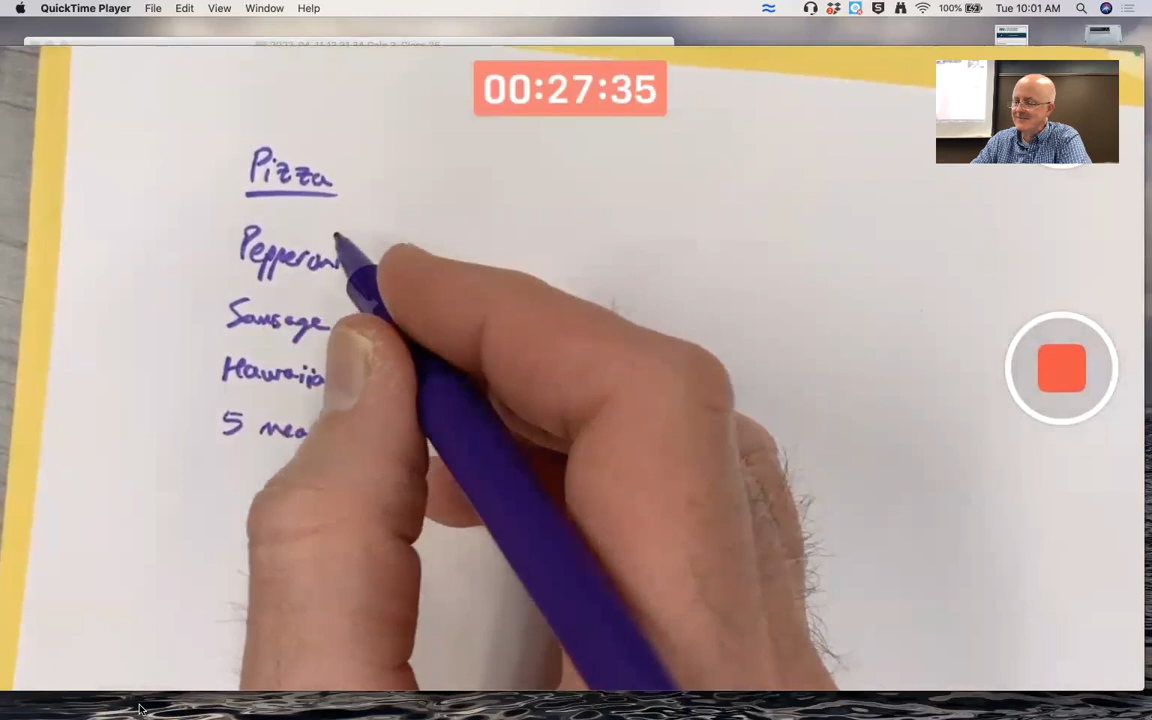 QuickTime Player File Edit View Window Help 100% Tue 10:01 AM
00:27:35
Pizza
Pepperoni
Sausage
Hawaiia
5 mea